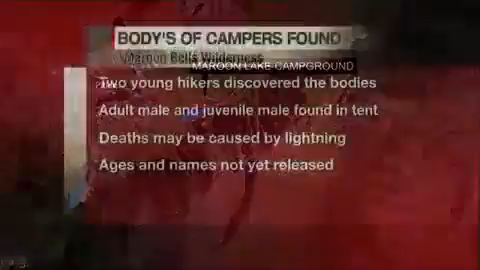 BODY'S OF CAMPERS FOUND
Maroon Bells Wilderness
MAROON LAKE CAMPGROUND
Two young hikers discovered the bodies
Adult male and juvenile male found in tent
Deaths may be caused by lightning
Ages and names not yet released